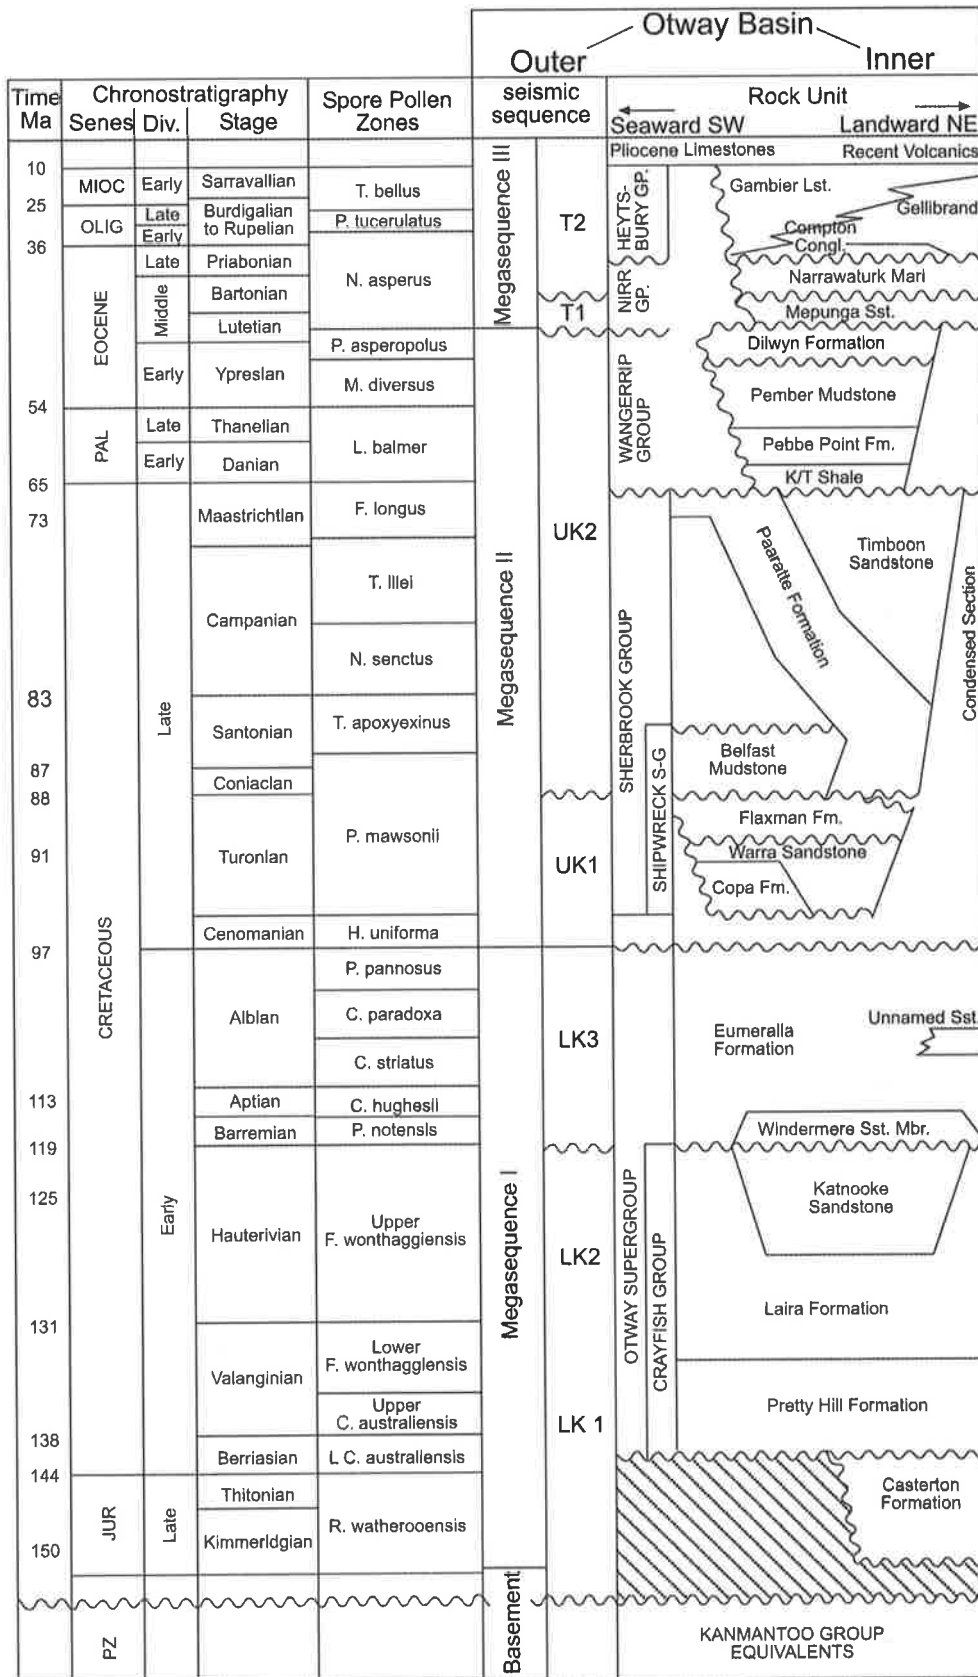 Otway Basin
Outer
Inner
Time
Ma
Chronostratigraphy
Senes
Div.
Stage
Spore Pollen
Zones
seismic
sequence
Rock Unit
Seaward SW
Landward NE
10
25
36
54
65
73
83
87
88
91
97
113
119
125
131
138
144
150
MIOC
OLIG
EOCENE
PAL
CRETACEOUS
JUR
PZ
Early
Late
Early
Late
Middle
Early
Late
Early
Late
Early
Late
Sarravallian
Burdigalian
to Rupelian
Priabonian
Bartonian
Lutetian
Ypreslan
Thanelian
Danian
Maastrichtlan
Campanian
Santonian
Coniaclan
Turonlan
Cenomanian
Alblan
Aptian
Barremian
Hauterivian
Valanginian
Berriasian
Thitonian
Kimmerldgian
T. bellus
P. tucerulatus
N. asperus
P. asperopolus
M. diversus
L. balmer
F. longus
T. lllei
N. senctus
T. apoxyexinus
P. mawsonii
H. uniforma
P. pannosus
C. paradoxa
C. striatus
C. hughesii
P. notensis
Upper
F. wonthaggiensis
Lower
F. wonthagglensis
Upper
C. australiensis
L C. australiensis
R. watherooensis
Megasequence III
Megasequence II
Megasequence I
Basement
T2
T1
UK2
UK1
LK3
LK2
LK 1
Pliocene Limestones
Recent Volcanics
HEYTS-
BURY GP.
NIRR
GP.
WANGERRIP
GROUP
SHERBROOK GROUP
SHIPWRECK S-G
OTWAY SUPERGROUP
CRAYFISH GROUP
Gambier Lst.
Gellibrand
Compton
Congl.
Narrawaturk Mari
Mepunga Sst.
Dilwyn Formation
Pember Mudstone
Pebbe Point Fm.
K/T Shale
Paaratte Formation
Timboon
Sandstone
Condensed Section
Belfast
Mudstone
Flaxman Fm.
Warra Sandstone
Copa Fm.
Eumeralla
Formation
Unnamed Sst.
Windermere Sst. Mbr.
Katnooke
Sandstone
Laira Formation
Pretty Hill Formation
Casterton
Formation
KANMANTOO GROUP
EQUIVALENTS